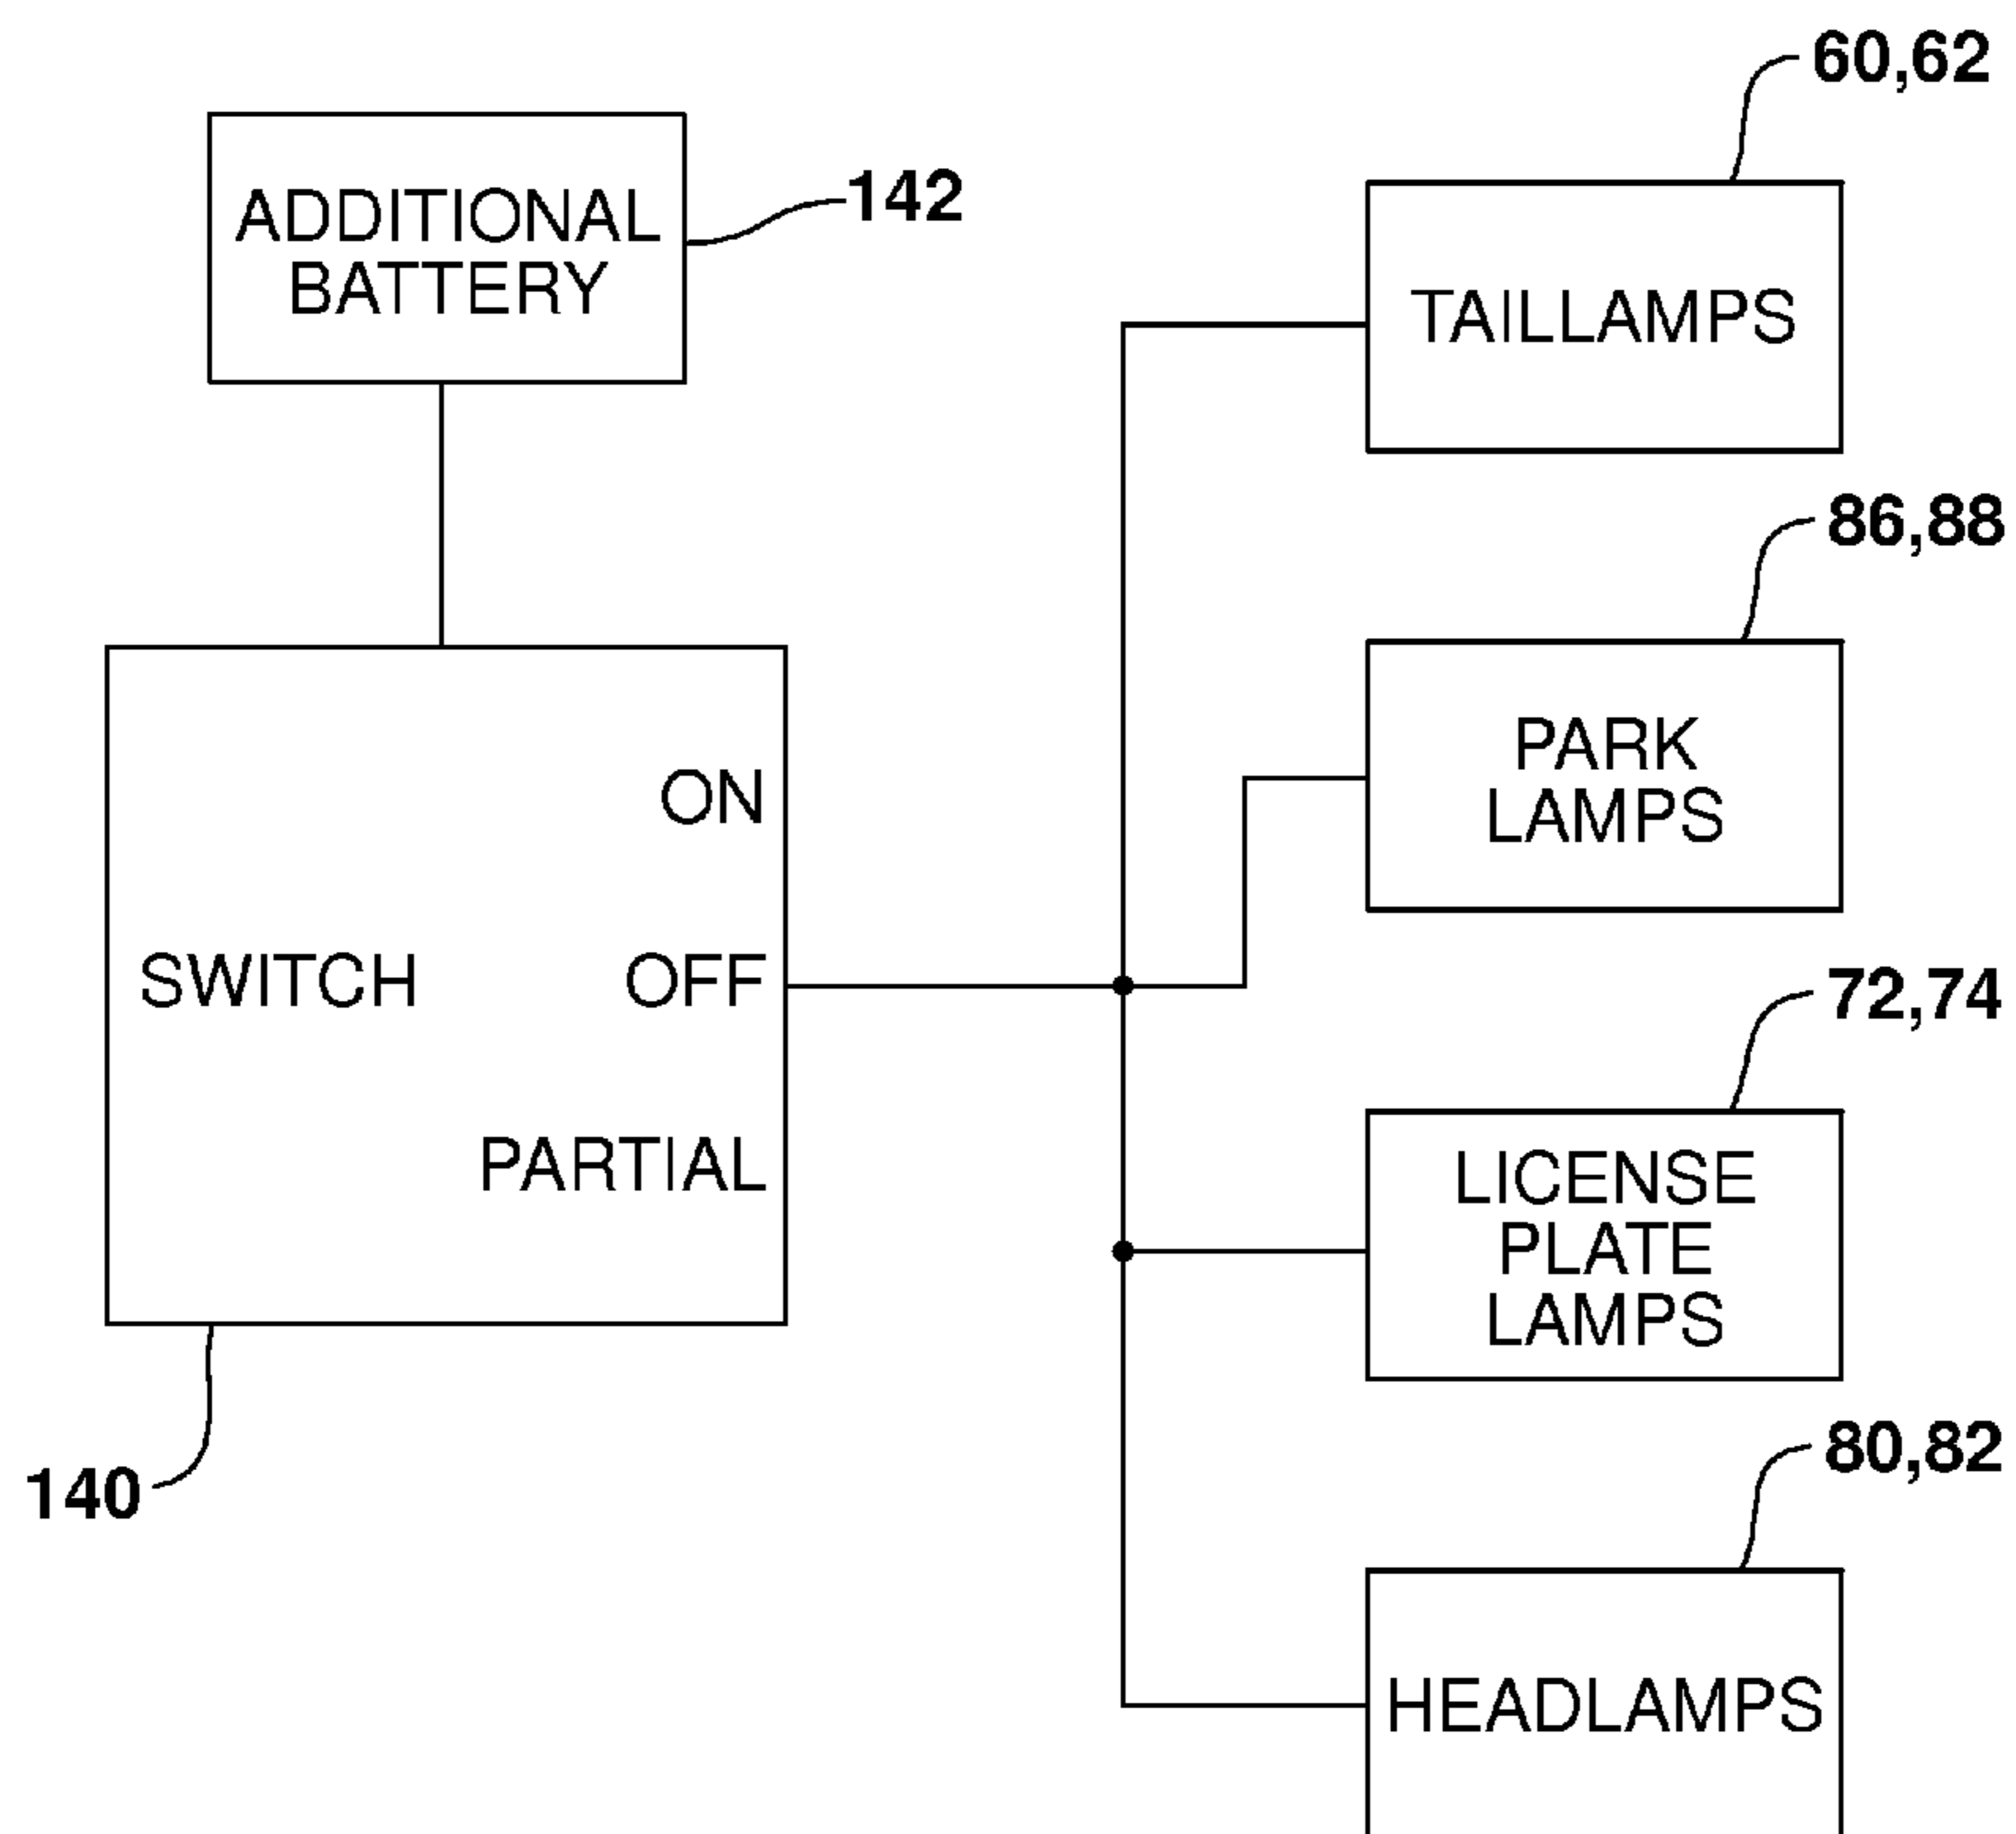 60,62
ADDITIONAL
BATTERY
142
TAILLAMPS
86,88
PARK
LAMPS
ON
SWITCH
OFF
PARTIAL
72,74
LICENSE
PLATE
LAMPS
140
80,82
HEADLAMPS